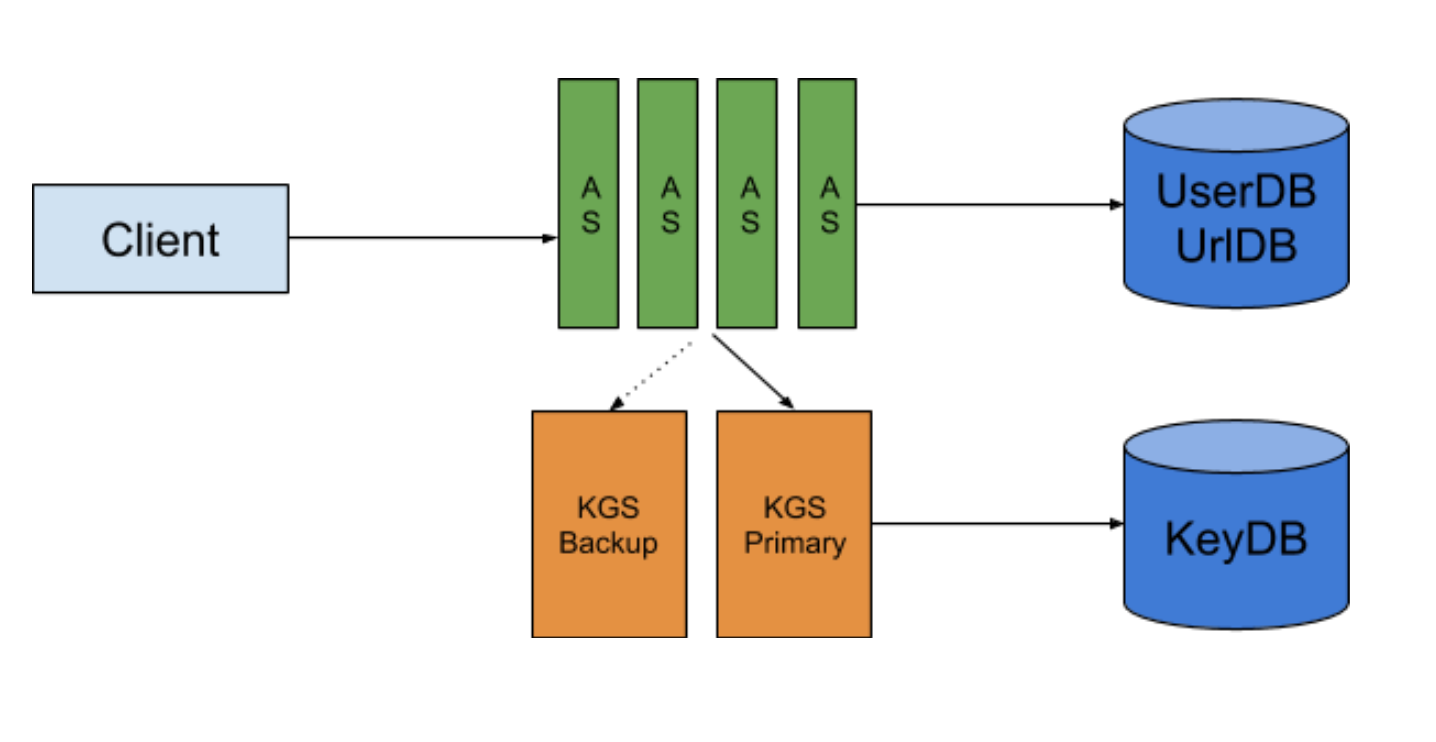 Client
A
S
A
S
A
S
A
S
UserDB
UrlDB
KGS
Backup
KGS
Primary
KeyDB